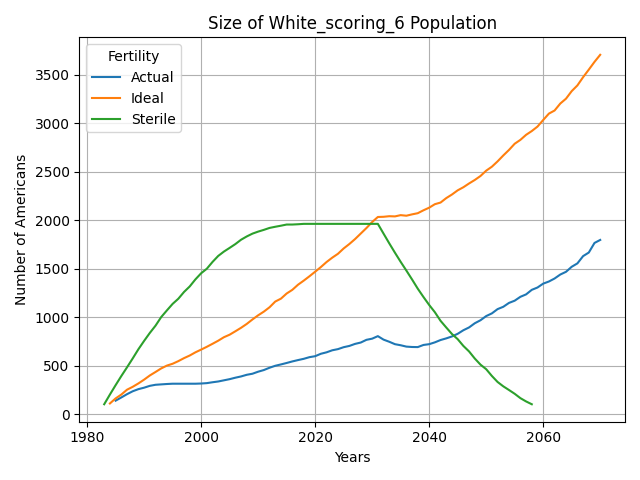 Size of White_scoring_6 Population
Fertility
Actual
Ideal
Sterile
Number of Americans
3500
3000
2500
2000
1500
1000
500
0
1980
2000
2020
2040
2060
Years